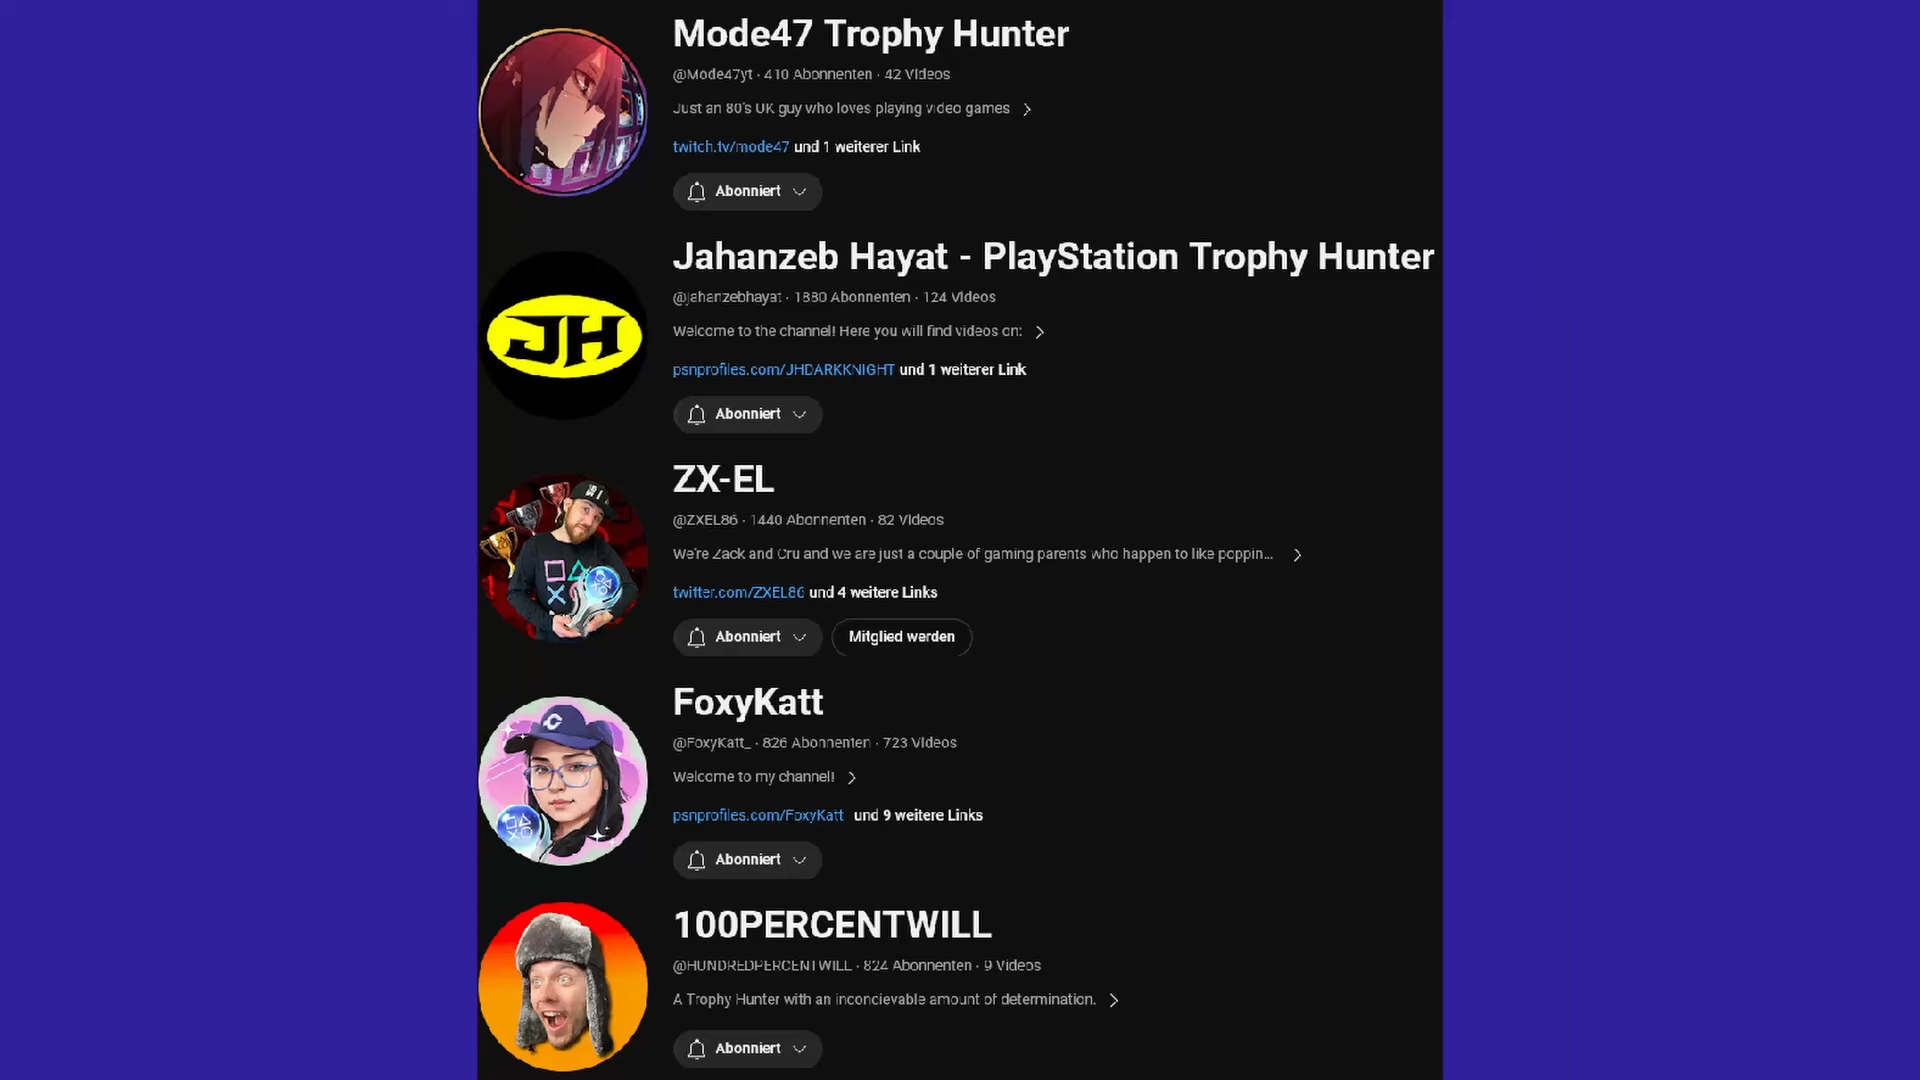 Mode47 Trophy Hunter
@Mode47yt · 410 Abonnenten · 42 Videos
Just an 80's UK guy who loves playing video games
twitch.tv/mode47 und 1 weiterer Link
Abonniert
Jahanzeb Hayat - PlayStation Trophy Hunter
@jahanzebhayat · 1880 Abonnenten · 124 Videos
Welcome to the channel! Here you will find videos on:
JH
psnprofiles.com/JHDARKKNIGHT und 1 weiterer Link
Abonniert
ZX-EL
@ZXEL86 · 1440 Abonnenten · 82 Videos
We're Zack and Cru and we are just a couple of gaming parents who happen to like poppin...
twitter.com/ZXEL86 und 4 weitere Links
Abonniert Mitglied werden
FoxyKatt
@FoxyKatt_ · 826 Abonnenten · 723 Videos
Welcome to my channel!
psnprofiles.com/FoxyKatt und 9 weitere Links
Abonniert
100PERCENTWILL
@HUNDREDPERCENTWILL · 824 Abonnenten · 9 Videos
A Trophy Hunter with an inconcievable amount of determination.
Abonniert